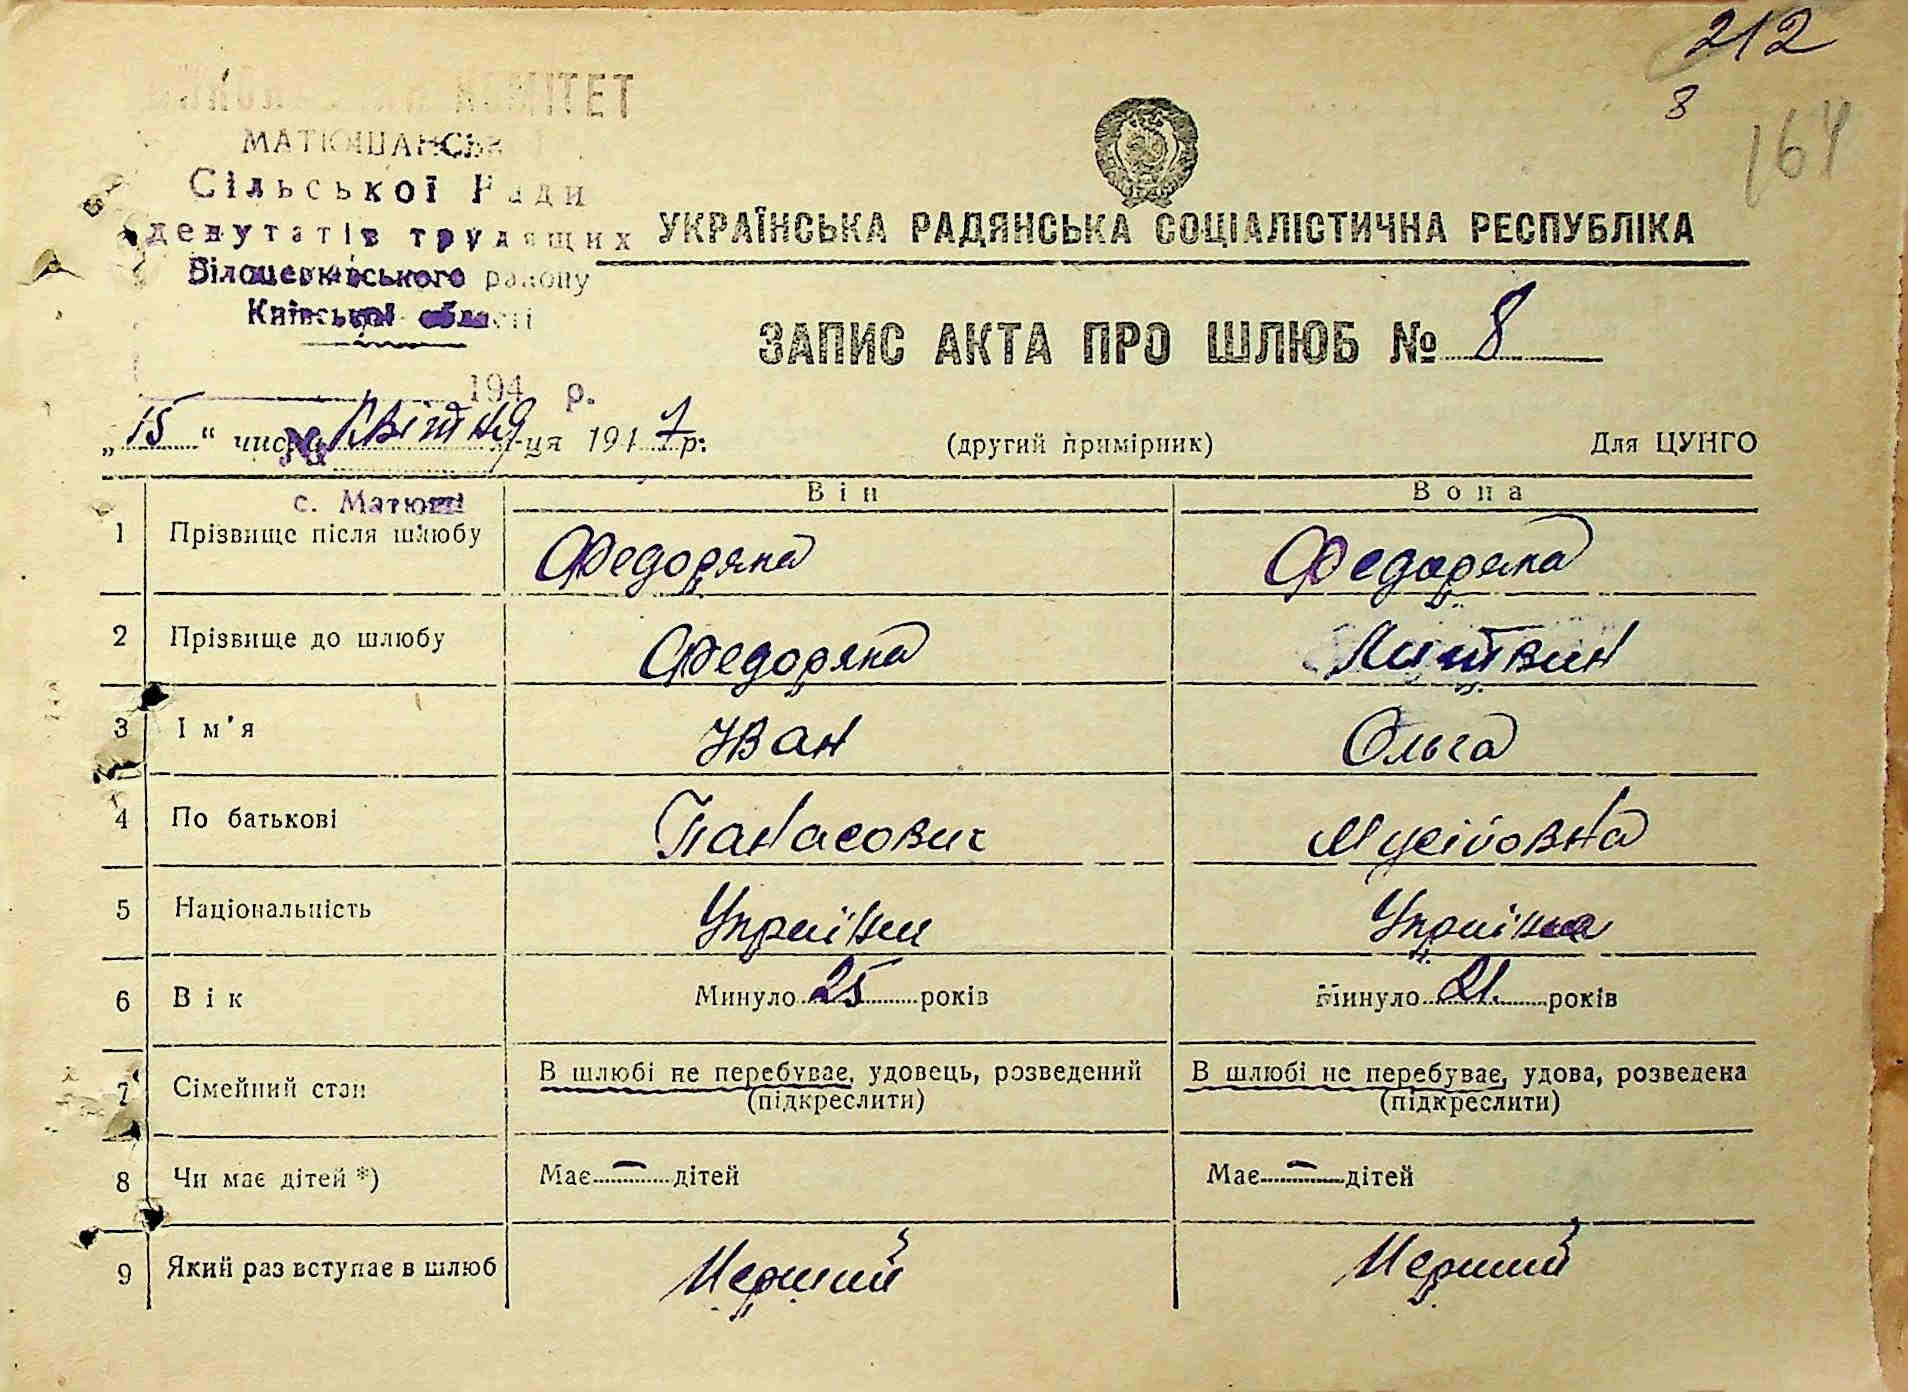 212
8
164
КОМІТЕТ
МАТЮШАНСЬК
Сільської Ради
депутатів трудящих
Білоцерківського району
Київської області
194 р.
№
с. Матюші
УКРАЇНСЬКА РАДЯНСЬКА СОЦІАЛІСТИЧНА РЕСПУБЛІКА
ЗАПИС АКТА ПРО ШЛЮБ № 8
„15“ числа Квітня м-ця 1947 р. (другий примірник) Для ЦУНГО
Він Вона
1 Прізвище після шлюбу Федоряка Федоряка
2 Прізвище до шлюбу Федоряка Литвин
3 Ім'я Іван Ольга
4 По батькові Панасович Мусіївна
5 Національність
6 Вік Минуло 25 років Минуло 21 років
7 Сімейний стан В шлюбі не перебуває, удовець, розведений В шлюбі не перебуває, удова, розведена
(підкреслити) (підкреслити)
8 Чи має дітей *) Має — дітей Має — дітей
9 Який раз вступає в шлюб Перший Перший